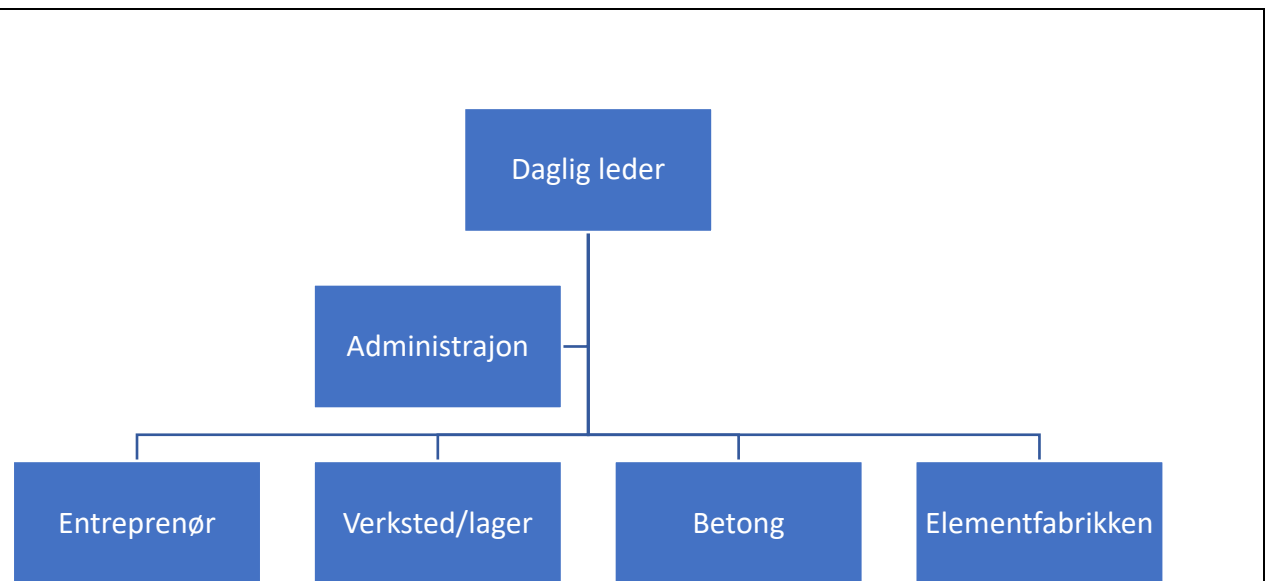 Daglig leder
Administrajon
Entreprenør
Verksted/lager
Betong
Elementfabrikken